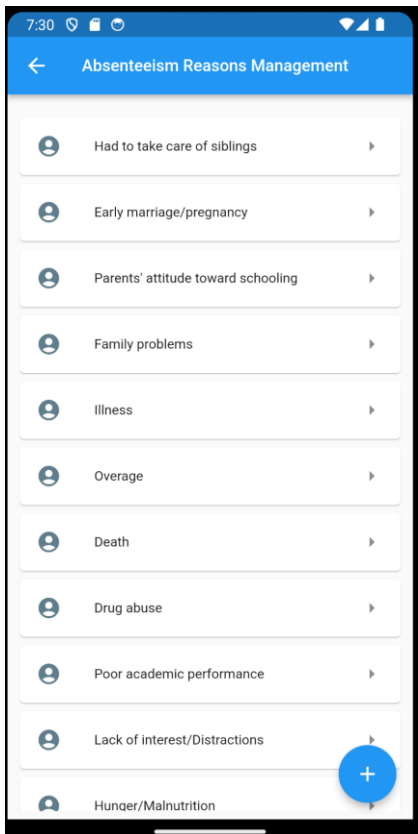 7:30
Absenteeism Reasons Management
Had to take care of siblings
Early marriage/pregnancy
Parents' attitude toward schooling
Family problems
Illness
Overage
Death
Drug abuse
Poor academic performance
Lack of interest/Distractions
+
Hunger/Malnutrition